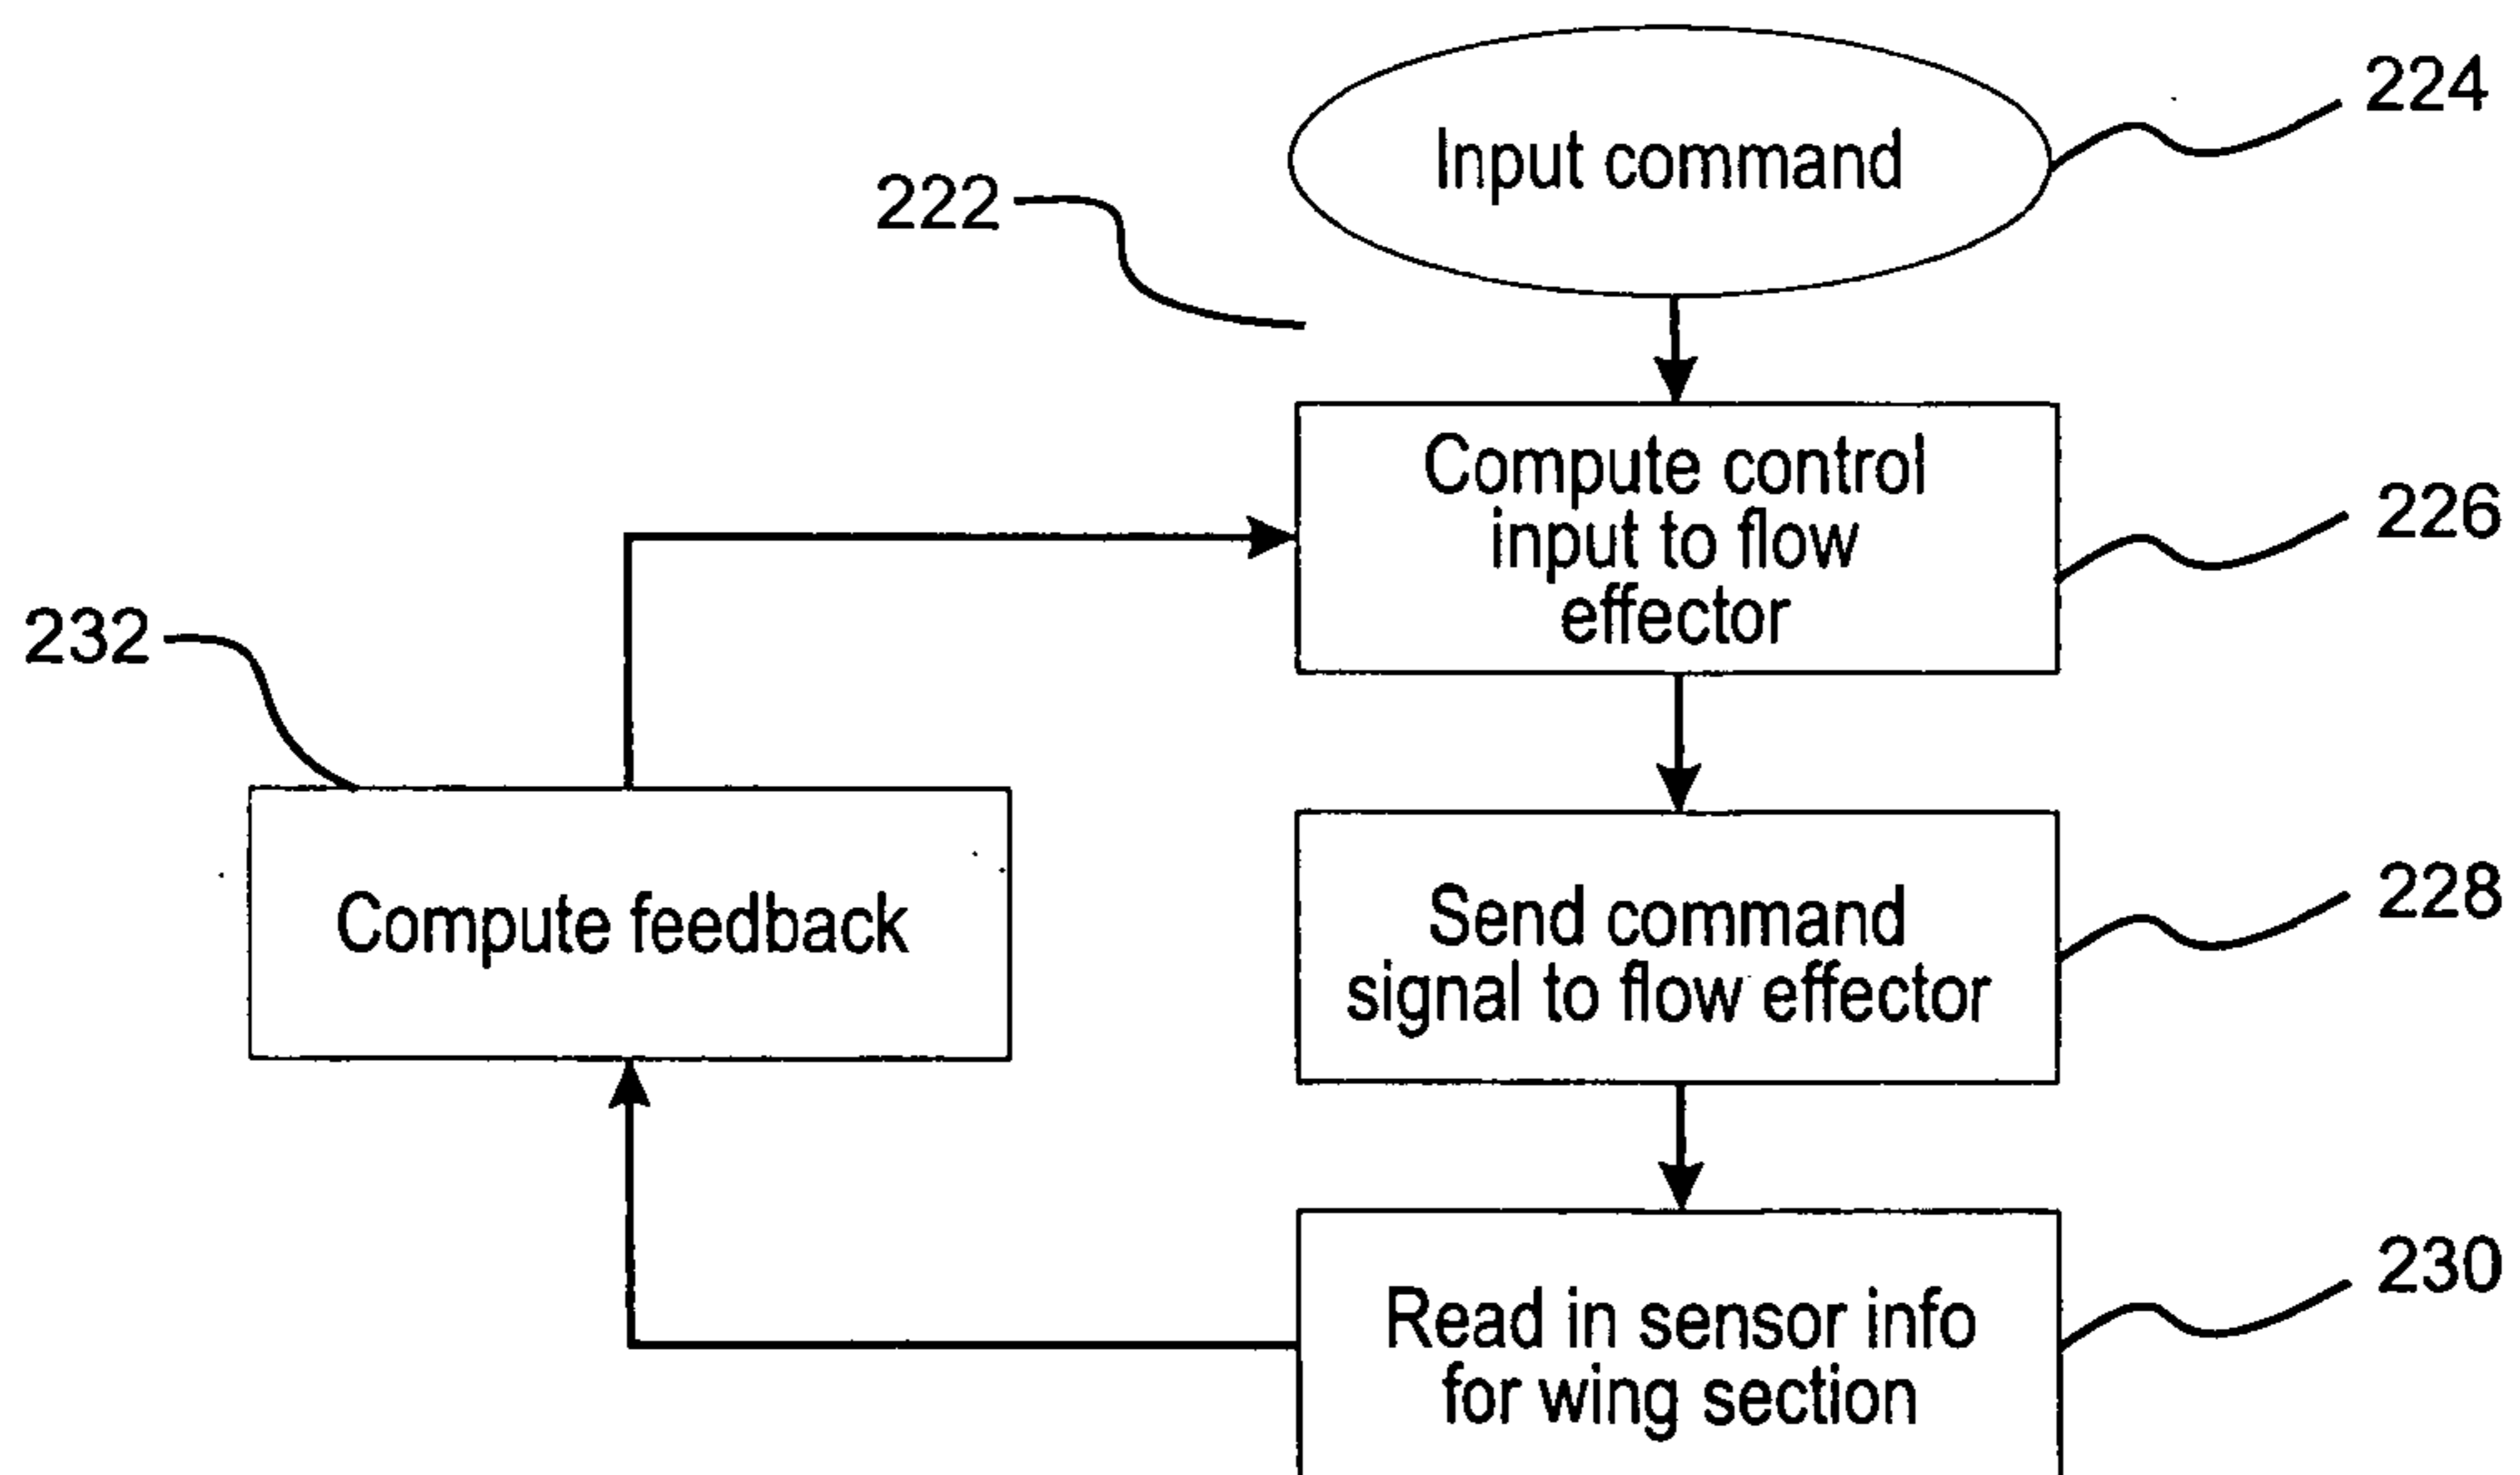 224
Input command
222
Compute control
input to flow
effector
226
232
Compute feedback
Send command
signal to flow effector
228
Read in sensor info
for wing section
230